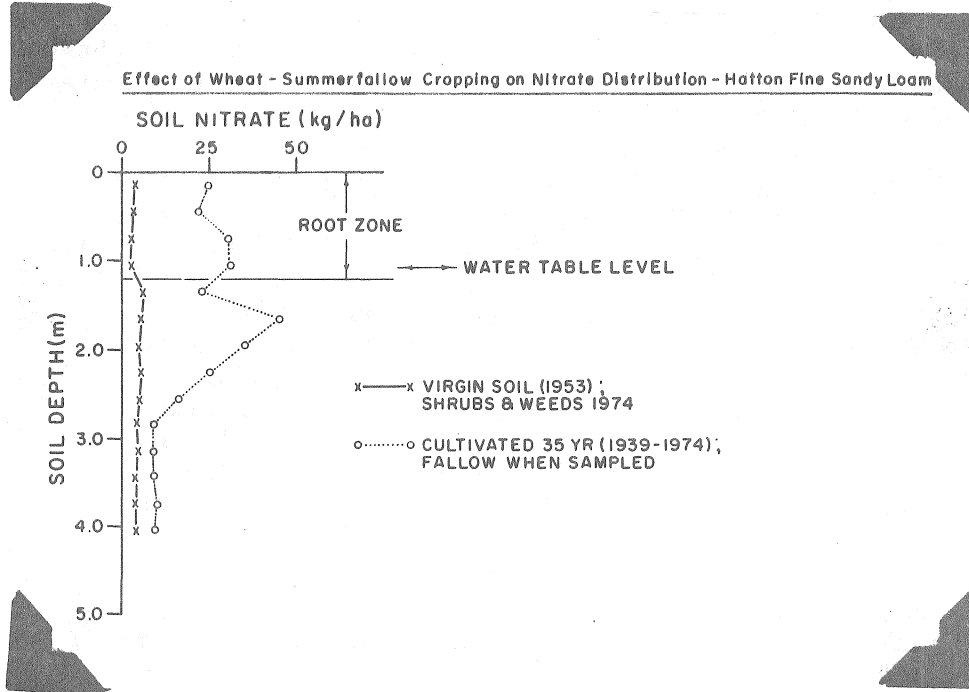 Effect of Wheat - Summerfallow Cropping on Nitrate Distribution - Hatton Fine Sandy Loam
SOIL NITRATE (kg/ha)
0 25 50
0
ROOT ZONE
1.0
WATER TABLE LEVEL
SOIL DEPTH (m)
2.0
x——x VIRGIN SOIL (1953);
SHRUBS & WEEDS 1974
3.0
o........o CULTIVATED 35 YR (1939-1974);
FALLOW WHEN SAMPLED
4.0
5.0